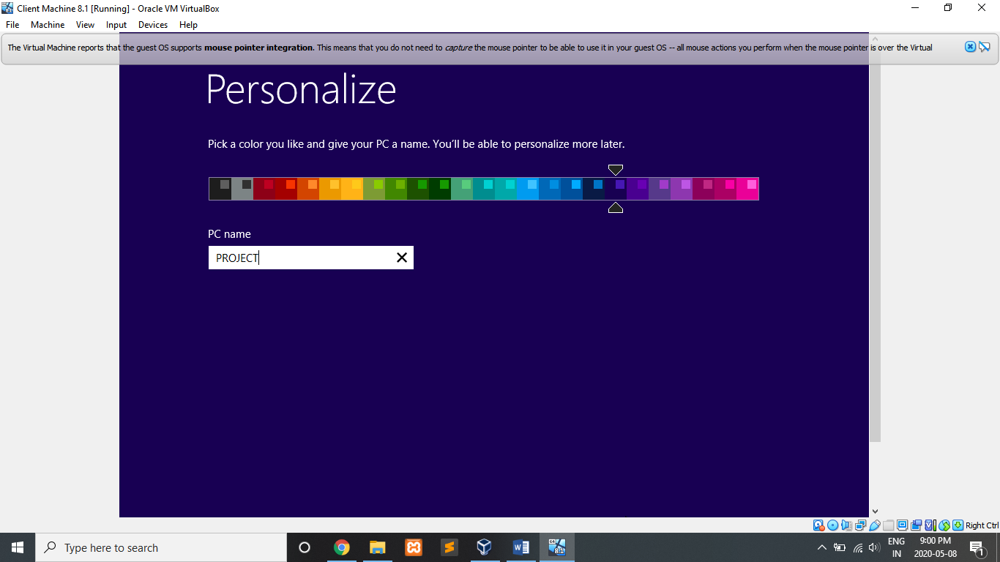 Client Machine 8.1 [Running] - Oracle VM VirtualBox
File Machine View Input Devices Help
The Virtual Machine reports that the guest OS supports mouse pointer integration. This means that you do not need to capture the mouse pointer to be able to use it in your guest OS -- all mouse actions you perform when the mouse pointer is over the Virtual
Personalize
Pick a color you like and give your PC a name. You'll be able to personalize more later.
PC name
PROJECT
Right Ctrl
Type here to search
ENG
IN
9:00 PM
2020-05-08
1